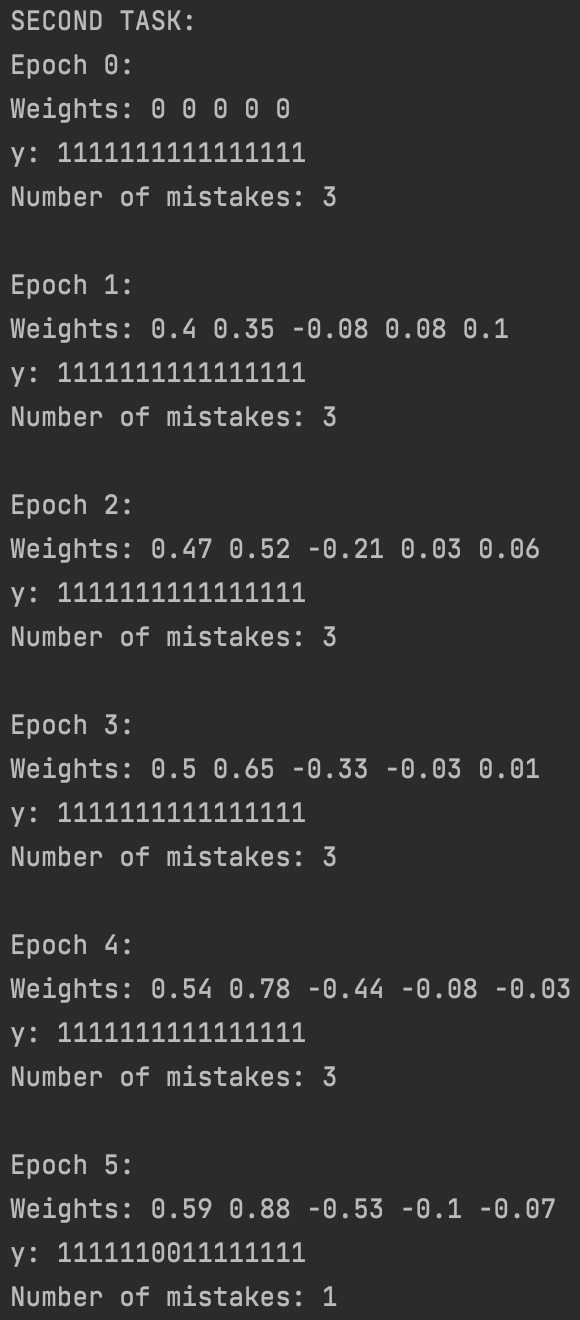 SECOND TASK:
Epoch 0:
Weights: 0 0 0 0 0
y: 1111111111111111
Number of mistakes: 3
Epoch 1:
Weights: 0.4 0.35 -0.08 0.08 0.1
y: 1111111111111111
Number of mistakes: 3
Epoch 2:
Weights: 0.47 0.52 -0.21 0.03 0.06
y: 1111111111111111
Number of mistakes: 3
Epoch 3:
Weights: 0.5 0.65 -0.33 -0.03 0.01
y: 1111111111111111
Number of mistakes: 3
Epoch 4:
Weights: 0.54 0.78 -0.44 -0.08 -0.03
y: 1111111111111111
Number of mistakes: 3
Epoch 5:
Weights: 0.59 0.88 -0.53 -0.1 -0.07
y: 1111110011111111
Number of mistakes: 1